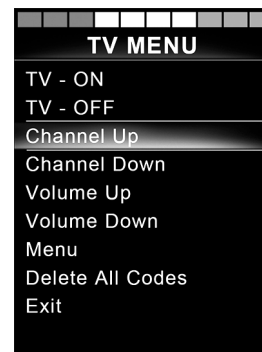 TV MENU
TV - ON
TV - OFF
Channel Up
Channel Down
Volume Up
Volume Down
Menu
Delete All Codes
Exit